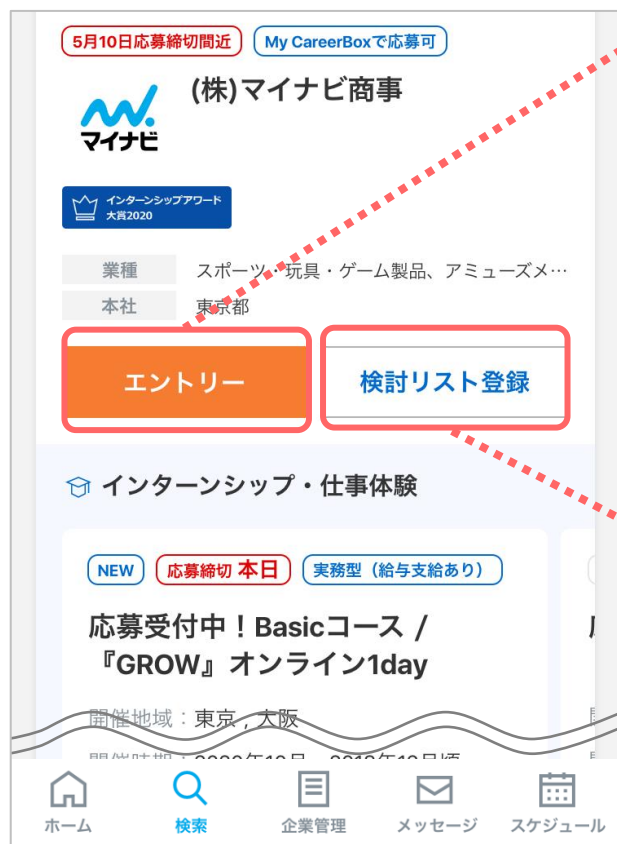 5月10日応募締切間近 My CareerBoxで応募可
(株)マイナビ商事
マイナビ
インターンシップアワード
大賞2020
業種 スポーツ・玩具・ゲーム製品、アミューズメ…
本社 東京都
エントリー 検討リスト登録
インターンシップ・仕事体験
NEW 応募締切 本日 実務型（給与支給あり）
応募受付中！Basicコース /
『GROW』オンライン1day
開催地域：東京 , 大阪
ホーム 検索 企業管理 メッセージ スケジュール